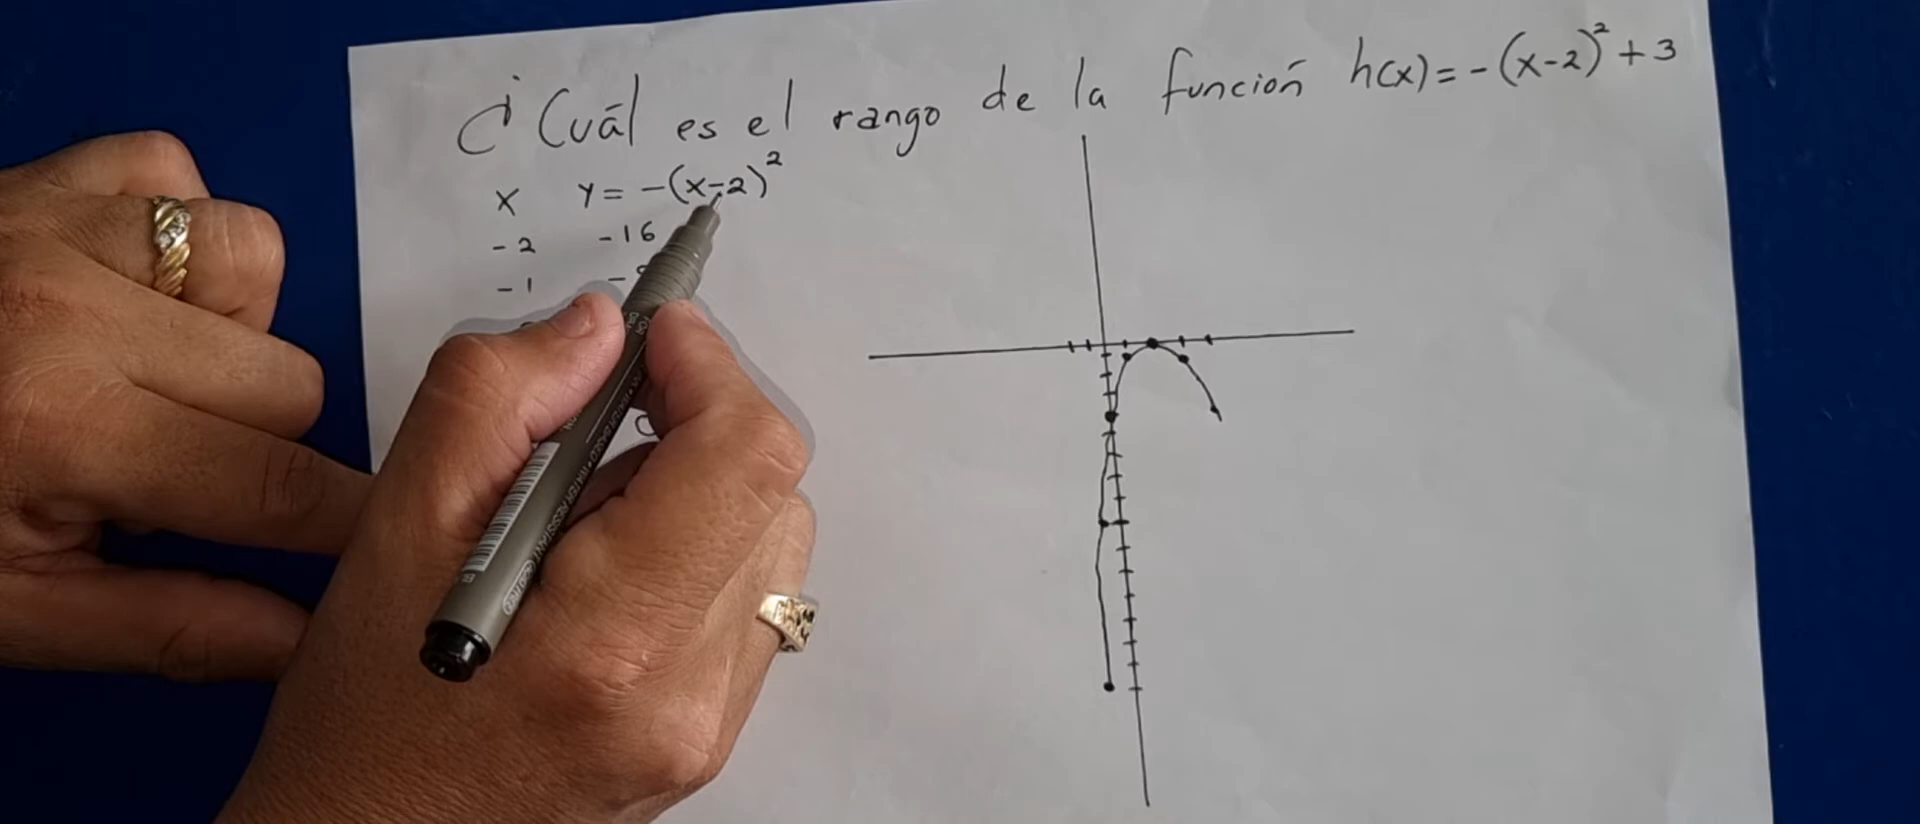 ¿Cuál es el rango de la función h(x) = -(x-2)² + 3
x y = -(x-2)²
-2 -16
-1 -